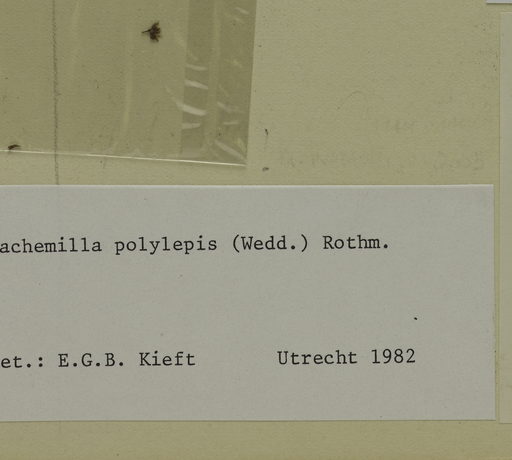 achemilla polylepis (Wedd.) Rothm.
et.: E.G.B. Kieft Utrecht 1982